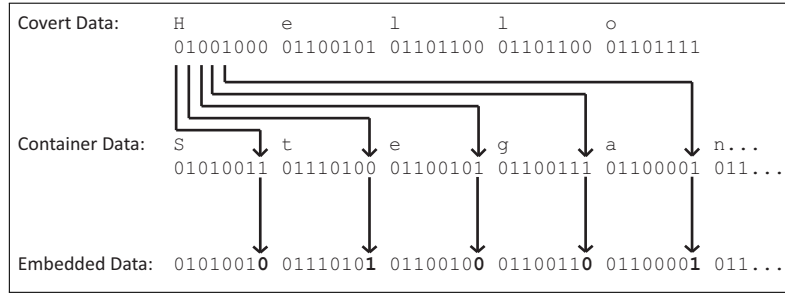 Covert Data: H e l l o
01001000 01100101 01101100 01101100 01101111
Container Data: S t e g a n...
01010011 01110100 01100101 01100111 01100001 011...
Embedded Data: 01010010 01110101 01100100 01100110 01100001 011...